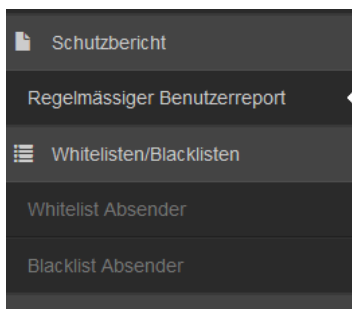 Schutzbericht
Regelmässiger Benutzerreport
Whitelisten/Blacklisten
Whitelist Absender
Blacklist Absender